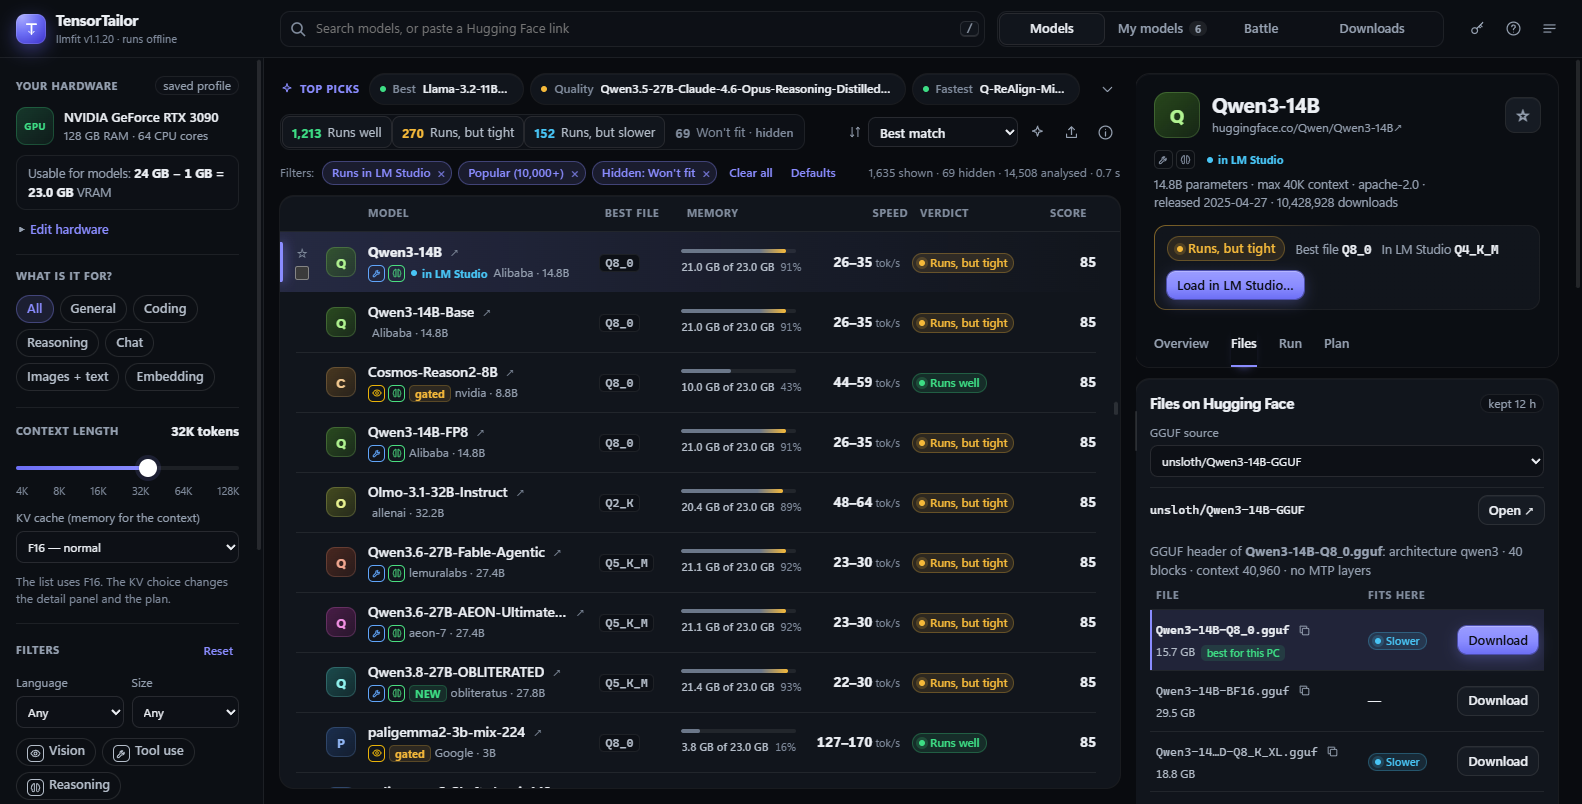 TensorTailor
llmfit v1.1.20 · runs offline
Search models, or paste a Hugging Face link
/
Models
My models 6
Battle
Downloads
YOUR HARDWARE
saved profile
GPU
NVIDIA GeForce RTX 3090
128 GB RAM · 64 CPU cores
Usable for models: 24 GB – 1 GB =
23.0 GB VRAM
Edit hardware
WHAT IS IT FOR?
All
General
Coding
Reasoning
Chat
Images + text
Embedding
CONTEXT LENGTH
32K tokens
4K 8K 16K 32K 64K 128K
KV cache (memory for the context)
F16 — normal
The list uses F16. The KV choice changes
the detail panel and the plan.
FILTERS
Reset
Language
Size
Any
Any
Vision
Tool use
Reasoning
TOP PICKS
Best Llama-3.2-11B...
Quality Qwen3.5-27B-Claude-4.6-Opus-Reasoning-Distilled...
Fastest Q-ReAlign-Mi...
1,213 Runs well
270 Runs, but tight
152 Runs, but slower
69 Won't fit · hidden
Best match
Filters:
Runs in LM Studio ×
Popular (10,000+) ×
Hidden: Won't fit ×
Clear all
Defaults
1,635 shown · 69 hidden · 14,508 analysed · 0.7 s
MODEL BEST FILE MEMORY SPEED VERDICT SCORE
Q
Qwen3-14B ↗
in LM Studio Alibaba · 14.8B
Q8_0
21.0 GB of 23.0 GB 91%
26–35 tok/s
Runs, but tight
85
Q
Qwen3-14B-Base ↗
Alibaba · 14.8B
Q8_0
21.0 GB of 23.0 GB 91%
26–35 tok/s
Runs, but tight
85
C
Cosmos-Reason2-8B ↗
gated nvidia · 8.8B
Q8_0
10.0 GB of 23.0 GB 43%
44–59 tok/s
Runs well
85
Q
Qwen3-14B-FP8 ↗
Alibaba · 14.8B
Q8_0
21.0 GB of 23.0 GB 91%
26–35 tok/s
Runs, but tight
85
O
Olmo-3.1-32B-Instruct ↗
allenai · 32.2B
Q2_K
20.4 GB of 23.0 GB 89%
48–64 tok/s
Runs, but tight
85
Q
Qwen3.6-27B-Fable-Agentic ↗
lemuralabs · 27.4B
Q5_K_M
21.1 GB of 23.0 GB 92%
23–30 tok/s
Runs, but tight
85
Q
Qwen3.6-27B-AEON-Ultimate... ↗
aeon-7 · 27.4B
Q5_K_M
21.1 GB of 23.0 GB 92%
23–30 tok/s
Runs, but tight
85
Q
Qwen3.8-27B-OBLITERATED ↗
NEW obliteratus · 27.8B
Q5_K_M
21.4 GB of 23.0 GB 93%
22–30 tok/s
Runs, but tight
85
P
paligemma2-3b-mix-224 ↗
gated Google · 3B
Q8_0
3.8 GB of 23.0 GB 16%
127–170 tok/s
Runs well
85
Q
Qwen3-14B
huggingface.co/Qwen/Qwen3-14B↗
in LM Studio
14.8B parameters · max 40K context · apache-2.0 ·
released 2025-04-27 · 10,428,928 downloads
Runs, but tight
Best file Q8_0 In LM Studio Q4_K_M
Load in LM Studio...
Overview
Files
Run
Plan
Files on Hugging Face
kept 12 h
GGUF source
unsloth/Qwen3-14B-GGUF
unsloth/Qwen3-14B-GGUF
Open ↗
GGUF header of Qwen3-14B-Q8_0.gguf: architecture qwen3 · 40
blocks · context 40,960 · no MTP layers
FILE FITS HERE
Qwen3-14B-Q8_0.gguf
15.7 GB best for this PC
Slower
Download
Qwen3-14B-BF16.gguf
29.5 GB
—
Download
Qwen3-14…D-Q8_K_XL.gguf
18.8 GB
Slower
Download